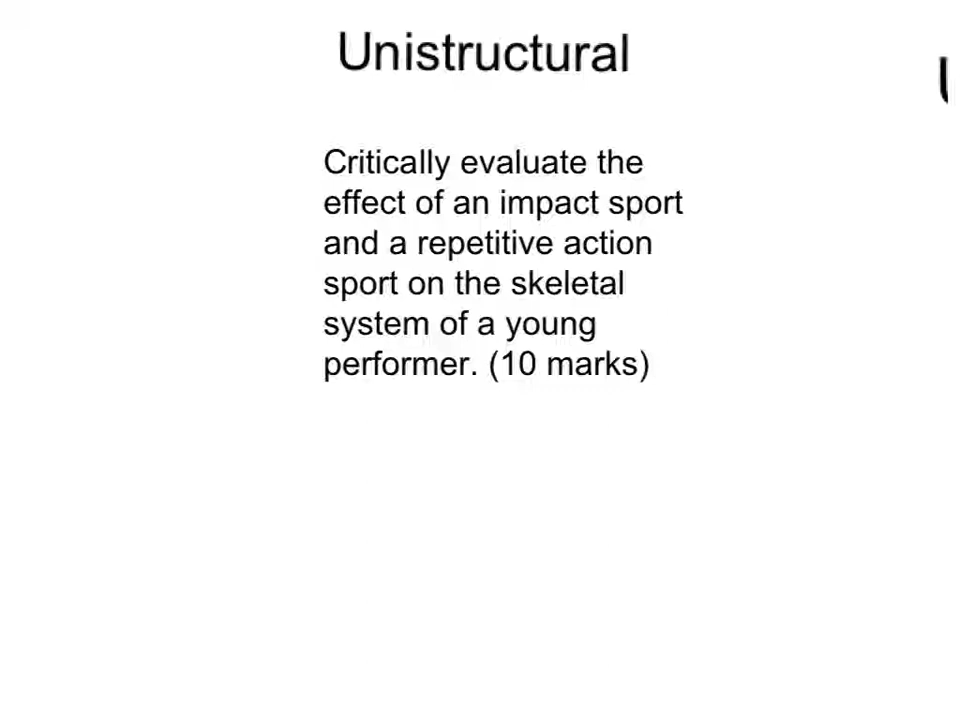 Unistructural
Critically evaluate the
effect of an impact sport
and a repetitive action
sport on the skeletal
system of a young
performer. (10 marks)